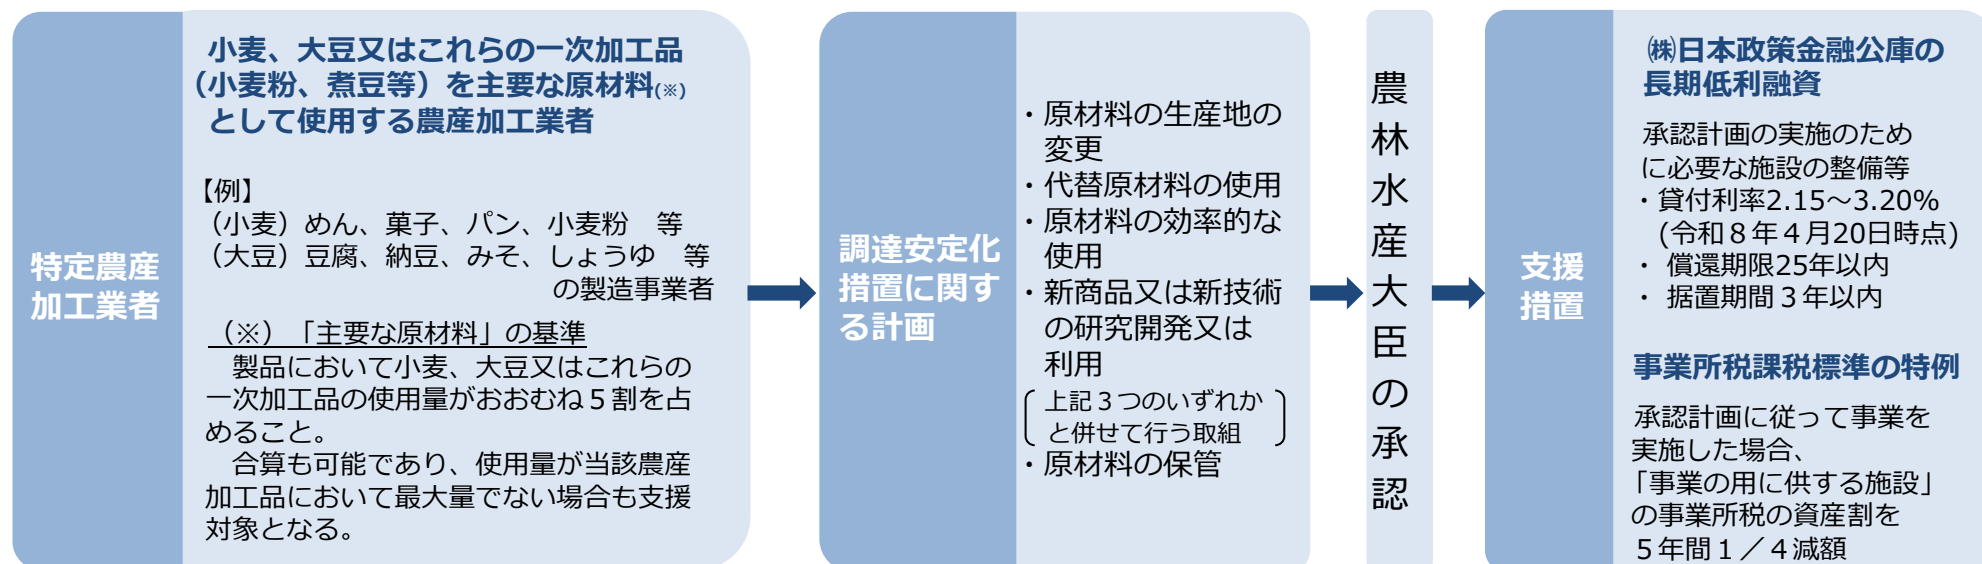 特定農産
加工業者
小麦、大豆又はこれらの一次加工品
（小麦粉、煮豆等）を主要な原材料(※)
として使用する農産加工業者
【例】
（小麦）めん、菓子、パン、小麦粉　等
（大豆）豆腐、納豆、みそ、しょうゆ　等
の製造事業者
（※）「主要な原材料」の基準
　製品において小麦、大豆又はこれらの
一次加工品の使用量がおおむね５割を占
めること。
　合算も可能であり、使用量が当該農産
加工品において最大量でない場合も支援
対象となる。
調達安定化
措置に関す
る計画
・原材料の生産地の
変更
・代替原材料の使用
・原材料の効率的な
使用
・新商品又は新技術
の研究開発又は
利用
上記３つのいずれか
と併せて行う取組
・原材料の保管
農林水産大臣の承認
支援
措置
㈱日本政策金融公庫の
長期低利融資
承認計画の実施のため
に必要な施設の整備等
・貸付利率2.15～3.20%
(令和８年４月20日時点)
・ 償還期限25年以内
・ 据置期間３年以内
事業所税課税標準の特例
承認計画に従って事業を
実施した場合、
「事業の用に供する施設」
の事業所税の資産割を
５年間１／４減額